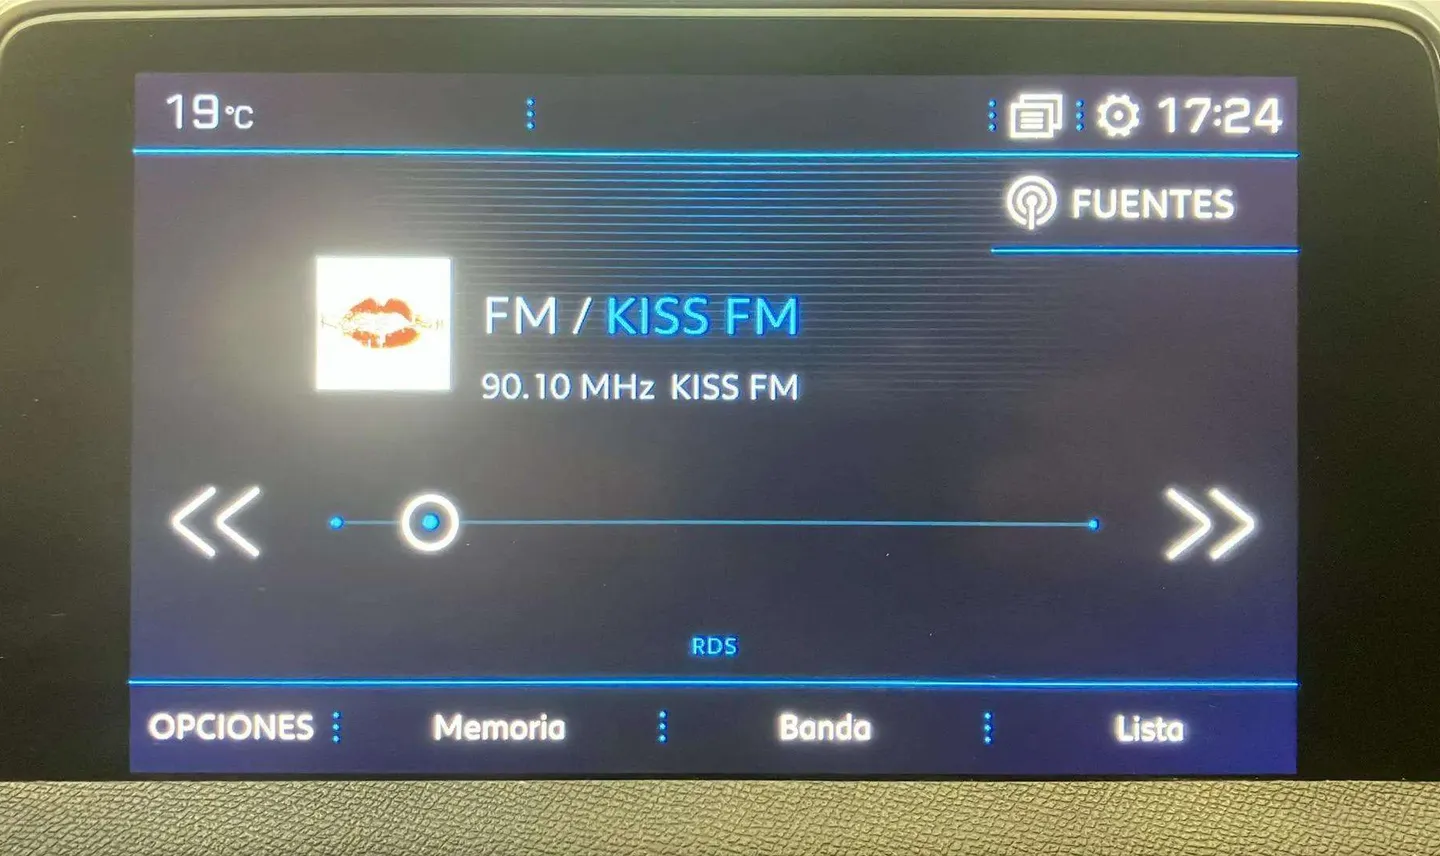 19°C
17:24
FUENTES
FM / KISS FM
90.10 MHz KISS FM
RDS
OPCIONES
Memoria
Banda
Lista